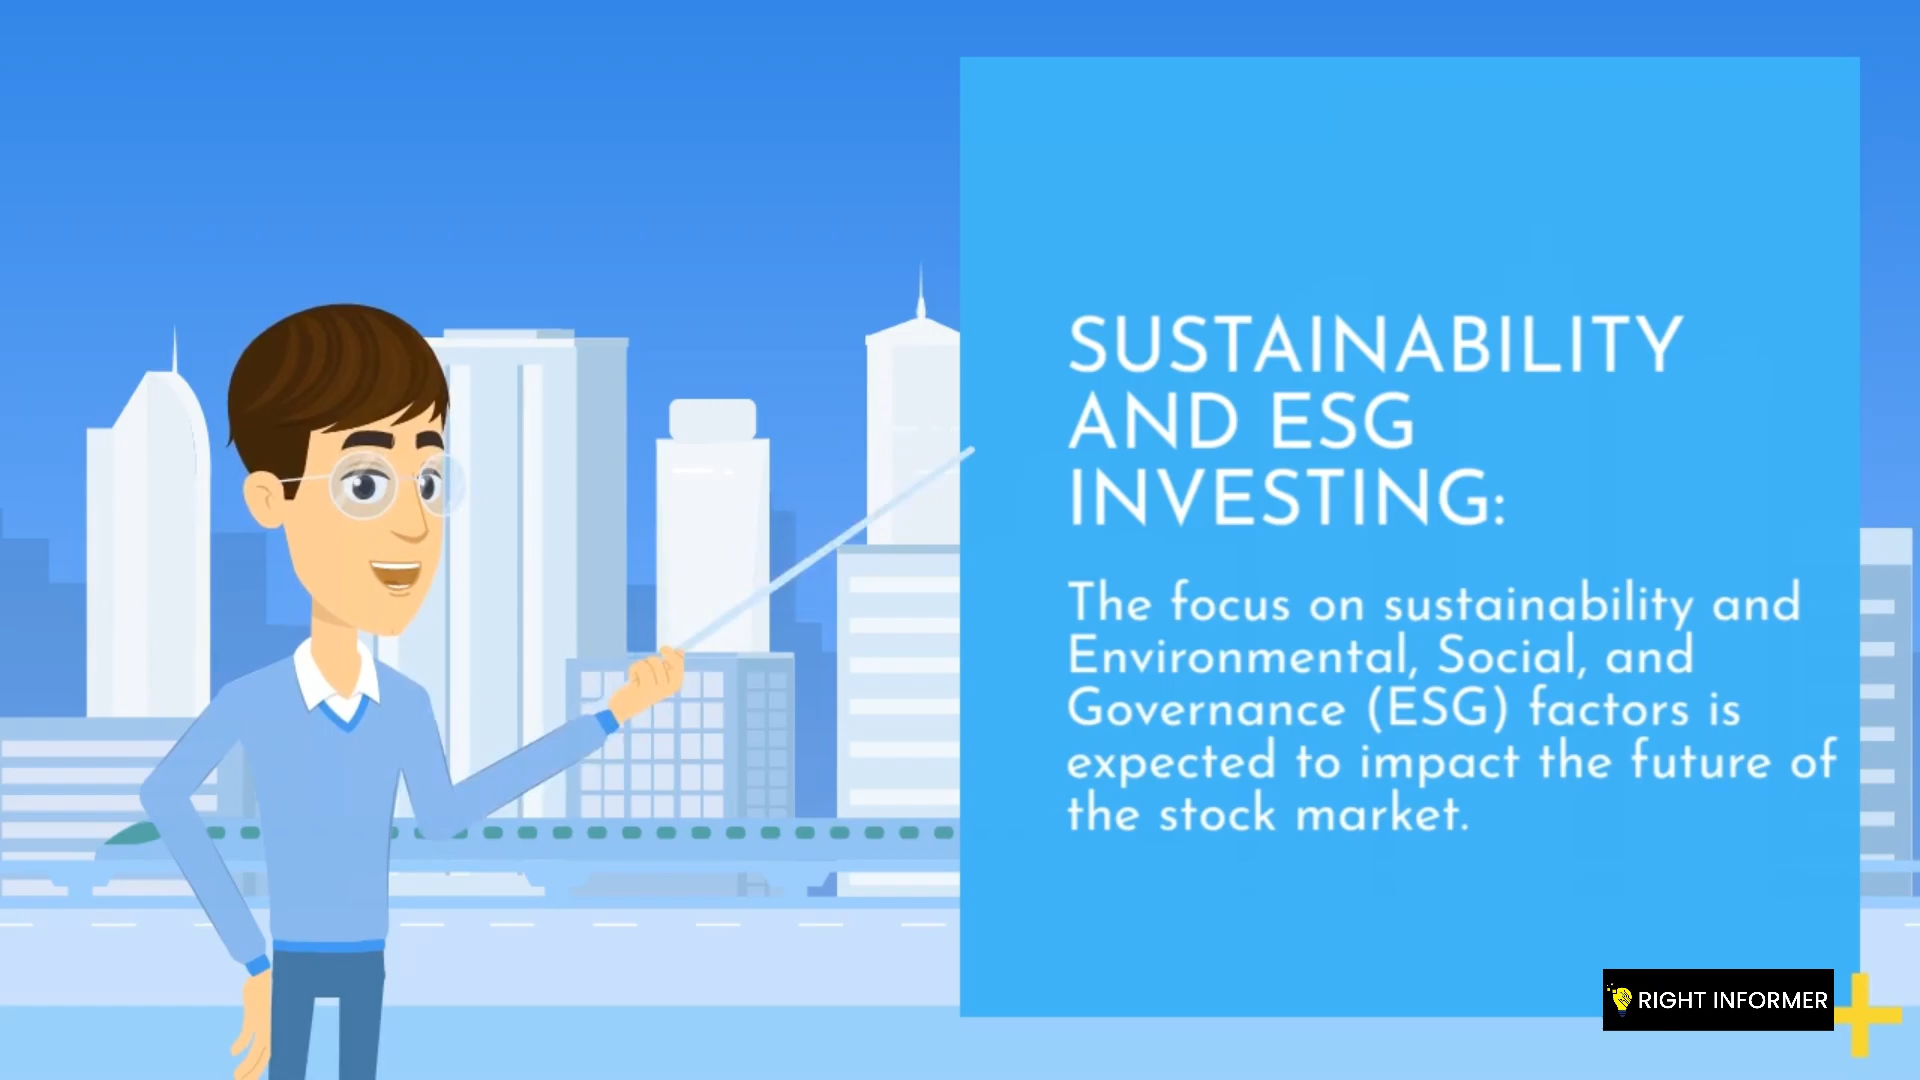 SUSTAINABILITY
AND ESG
INVESTING:
The focus on sustainability and
Environmental, Social, and
Governance (ESG) factors is
expected to impact the future of
the stock market.
RIGHT INFORMER